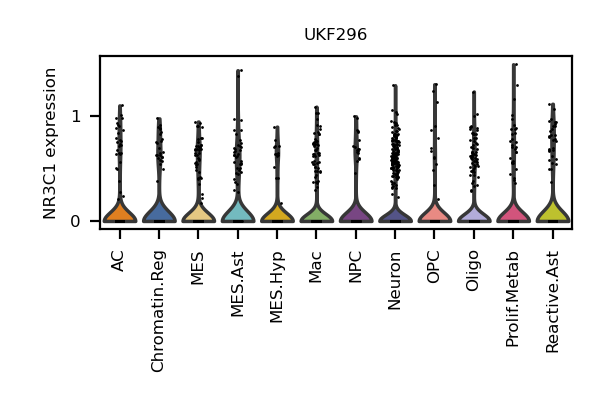 UKF296
NR3C1 expression
1
0
AC
Chromatin.Reg
MES
MES.Ast
MES.Hyp
Mac
NPC
Neuron
OPC
Oligo
Prolif.Metab
Reactive.Ast